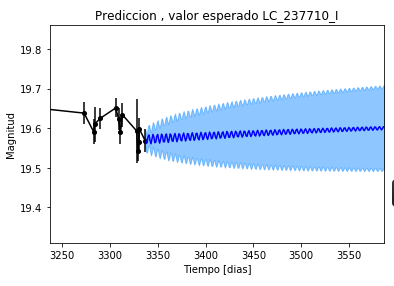 Prediccion , valor esperado LC_237710_I
Magnitud
19.8
19.7
19.6
19.5
19.4
3250 3300 3350 3400 3450 3500 3550
Tiempo [dias]